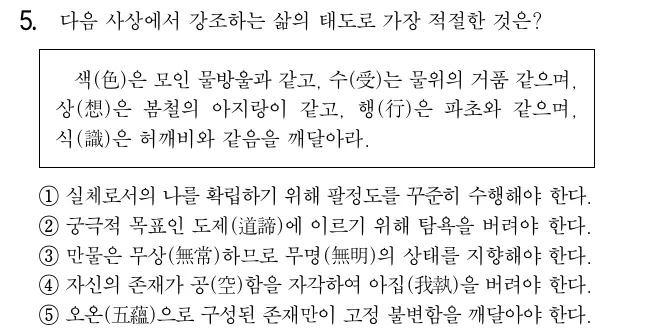 5. 다음 사상에서 강조하는 삶의 태도로 가장 적절한 것은?
색(色)은 모인 물방울과 같고, 수(受)는 물위의 거품 같으며,
상(想)은 봄철의 아지랑이 같고, 행(行)은 파초와 같으며,
식(識)은 허깨비와 같음을 깨달아라.
① 실체로서의 나를 확립하기 위해 팔정도를 꾸준히 수행해야 한다.
② 궁극적 목표인 도제(道諦)에 이르기 위해 탐욕을 버려야 한다.
③ 만물은 무상(無常)하므로 무명(無明)의 상태를 지향해야 한다.
④ 자신의 존재가 공(空)함을 자각하여 아집(我執)을 버려야 한다.
⑤ 오온(五蘊)으로 구성된 존재만이 고정 불변함을 깨달아야 한다.